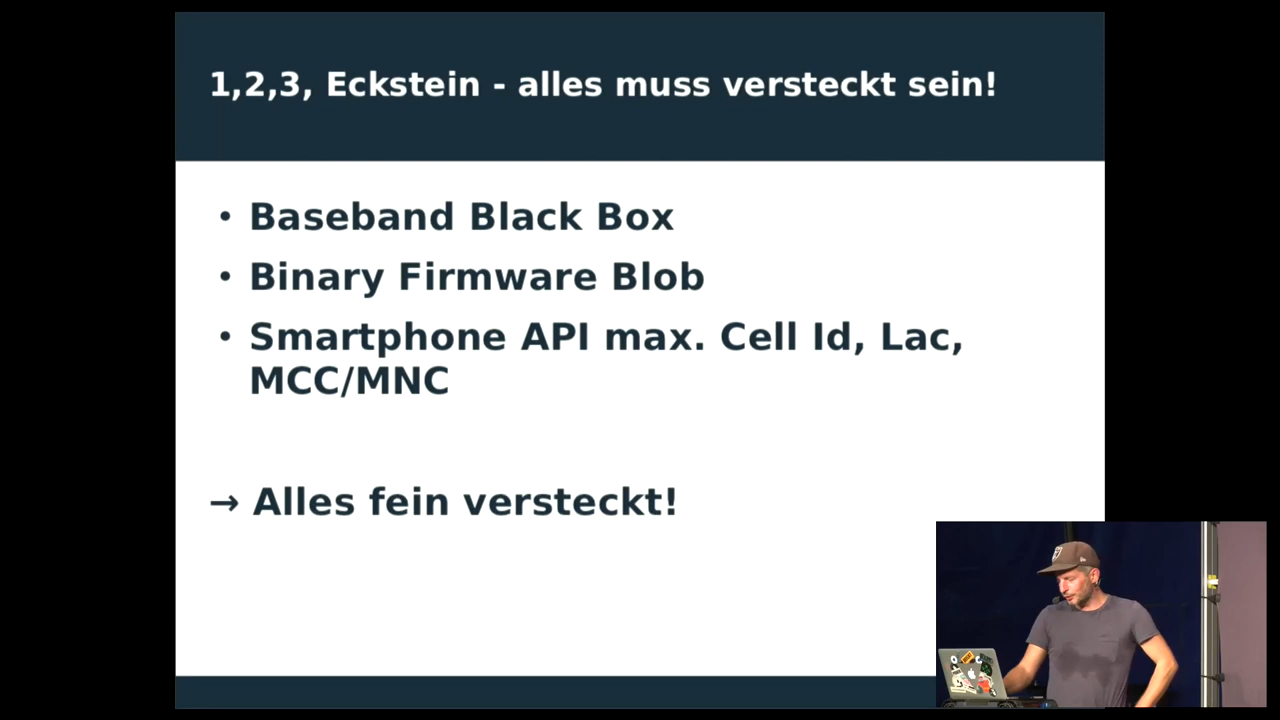 1,2,3, Eckstein - alles muss versteckt sein!
• Baseband Black Box
• Binary Firmware Blob
• Smartphone API max. Cell Id, Lac,
MCC/MNC
→ Alles fein versteckt!